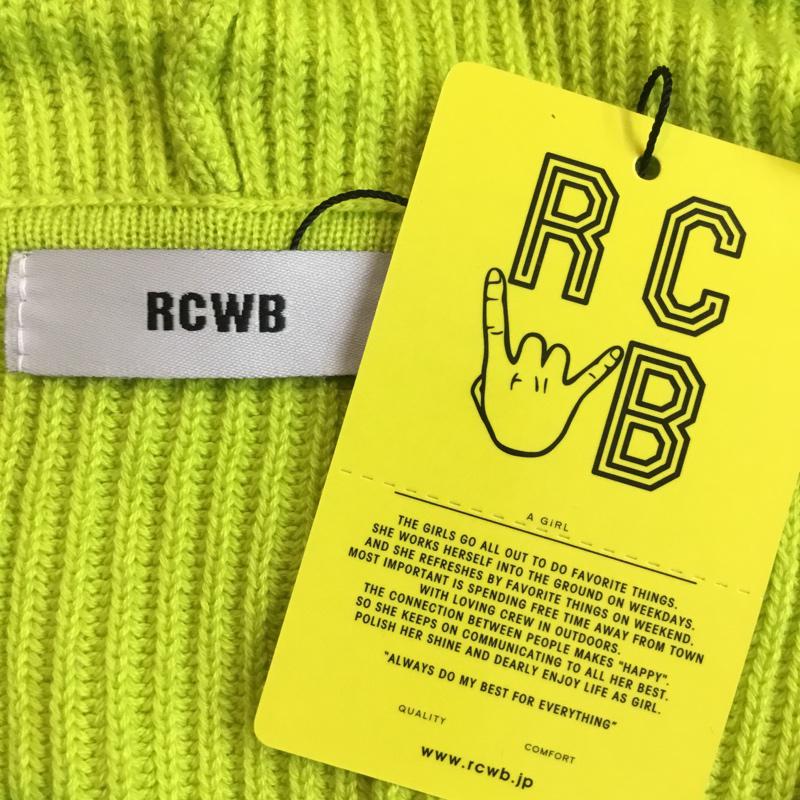 RCWB
R C
B
A GIRL
THE GIRLS GO ALL OUT TO DO FAVORITE THINGS.
SHE WORKS HERSELF INTO THE GROUND ON WEEKDAYS.
AND SHE REFRESHES BY FAVORITE THINGS ON WEEKEND.
MOST IMPORTANT IS SPENDING FREE TIME AWAY FROM TOWN
WITH LOVING CREW IN OUTDOORS.
THE CONNECTION BETWEEN PEOPLE MAKES "HAPPY".
SO SHE KEEPS ON COMMUNICATING TO ALL HER BEST.
POLISH HER SHINE AND DEARLY ENJOY LIFE AS GIRL.
"ALWAYS DO MY BEST FOR EVERYTHING"
QUALITY
COMFORT
www.rcwb.jp